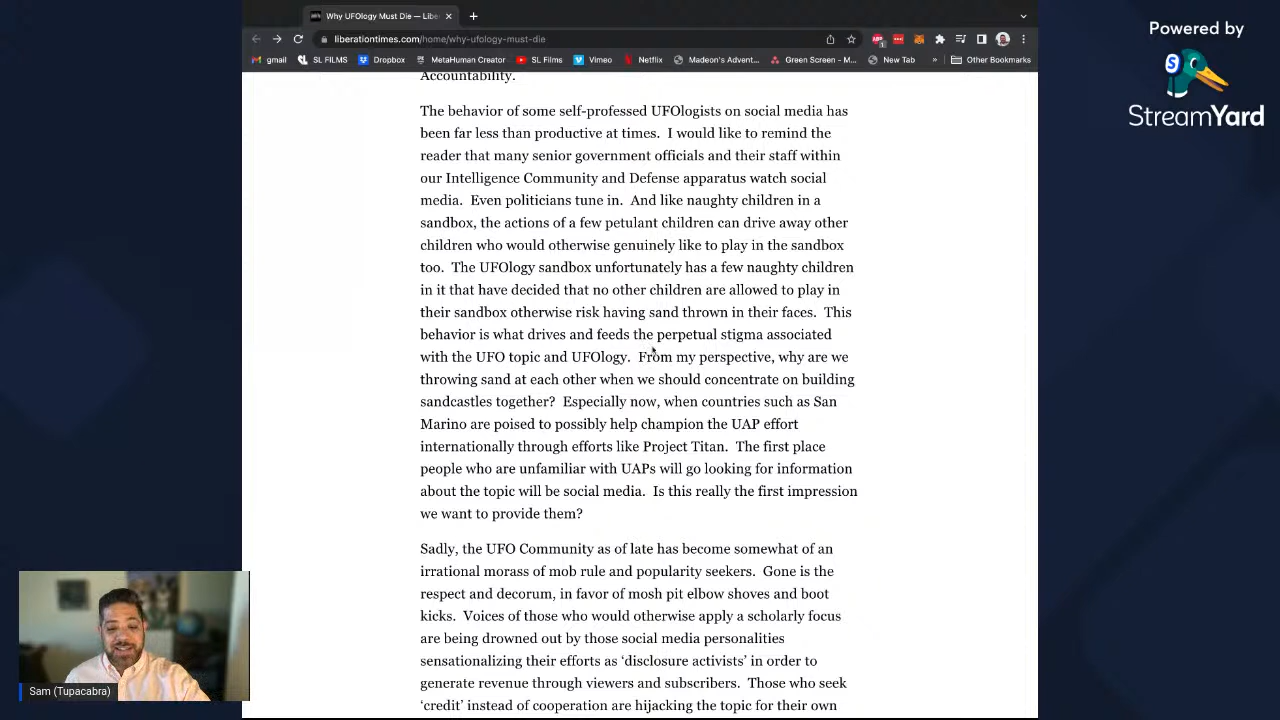 Why UFOlogy Must Die — Liber
Powered by
StreamYard
liberationtimes.com/home/why-ufology-must-die
gmail SL FILMS Dropbox MetaHuman Creator SL Films Vimeo Netflix Madeon's Advent... Green Screen - M... New Tab » Other Bookmarks
Accountability.
The behavior of some self-professed UFOlogists on social media has
been far less than productive at times.  I would like to remind the
reader that many senior government officials and their staff within
our Intelligence Community and Defense apparatus watch social
media.  Even politicians tune in.  And like naughty children in a
sandbox, the actions of a few petulant children can drive away other
children who would otherwise genuinely like to play in the sandbox
too.  The UFOlogy sandbox unfortunately has a few naughty children
in it that have decided that no other children are allowed to play in
their sandbox otherwise risk having sand thrown in their faces.  This
behavior is what drives and feeds the perpetual stigma associated
with the UFO topic and UFOlogy.  From my perspective, why are we
throwing sand at each other when we should concentrate on building
sandcastles together?  Especially now, when countries such as San
Marino are poised to possibly help champion the UAP effort
internationally through efforts like Project Titan.  The first place
people who are unfamiliar with UAPs will go looking for information
about the topic will be social media.  Is this really the first impression
we want to provide them?
Sadly, the UFO Community as of late has become somewhat of an
irrational morass of mob rule and popularity seekers.  Gone is the
respect and decorum, in favor of mosh pit elbow shoves and boot
kicks.  Voices of those who would otherwise apply a scholarly focus
are being drowned out by those social media personalities
sensationalizing their efforts as ‘disclosure activists’ in order to
generate revenue through viewers and subscribers.  Those who seek
‘credit’ instead of cooperation are hijacking the topic for their own
Sam (Tupacabra)